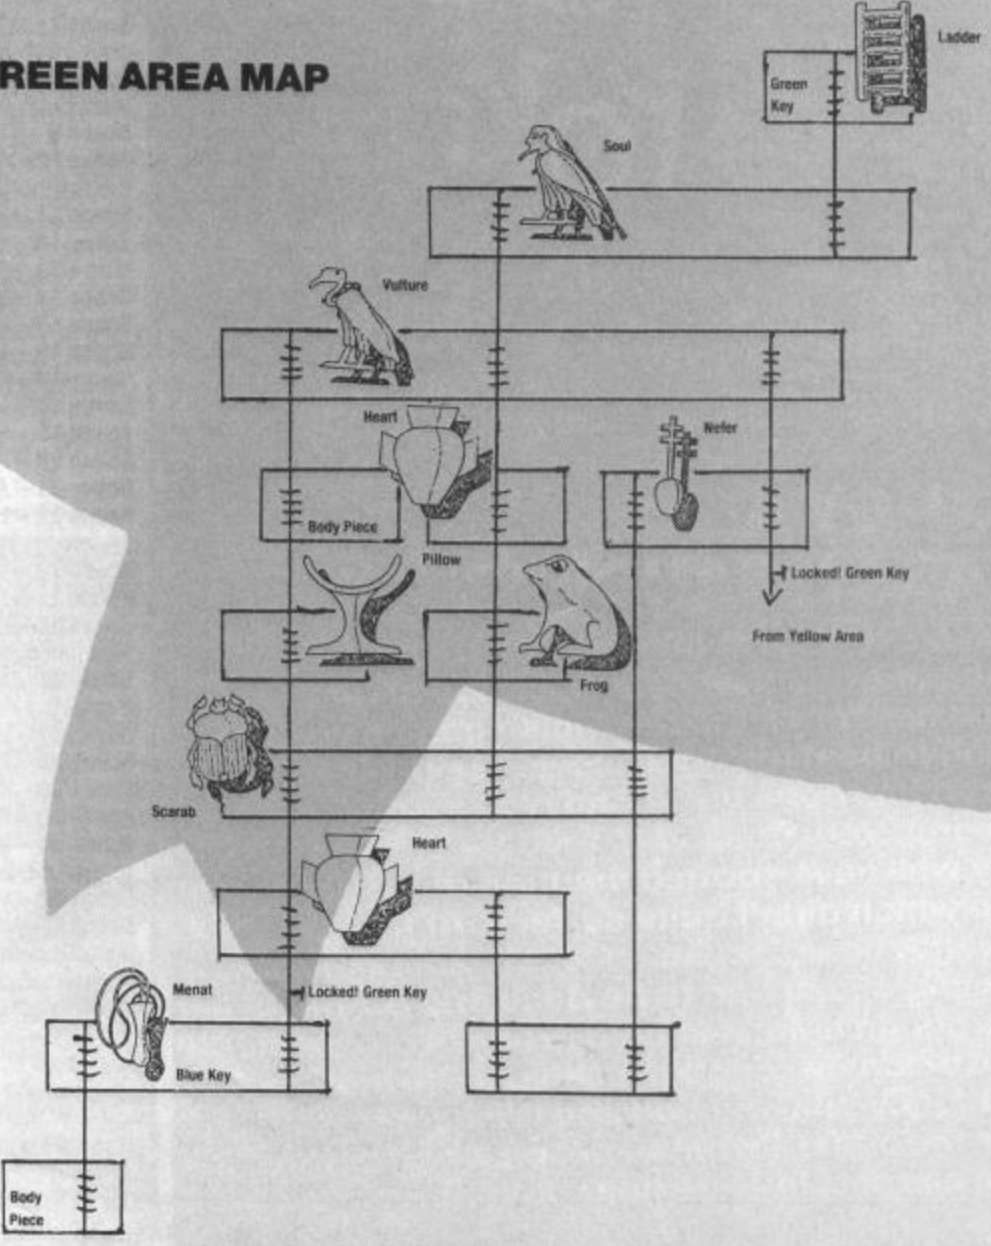 REEN AREA MAP
Ladder
Green
Key
Soul
Vulture
Heart
Nefer
Body Piece
Pillow
Locked! Green Key
From Yellow Area
Frog
Scarab
Heart
Menat
Locked! Green Key
Blue Key
Body
Piece